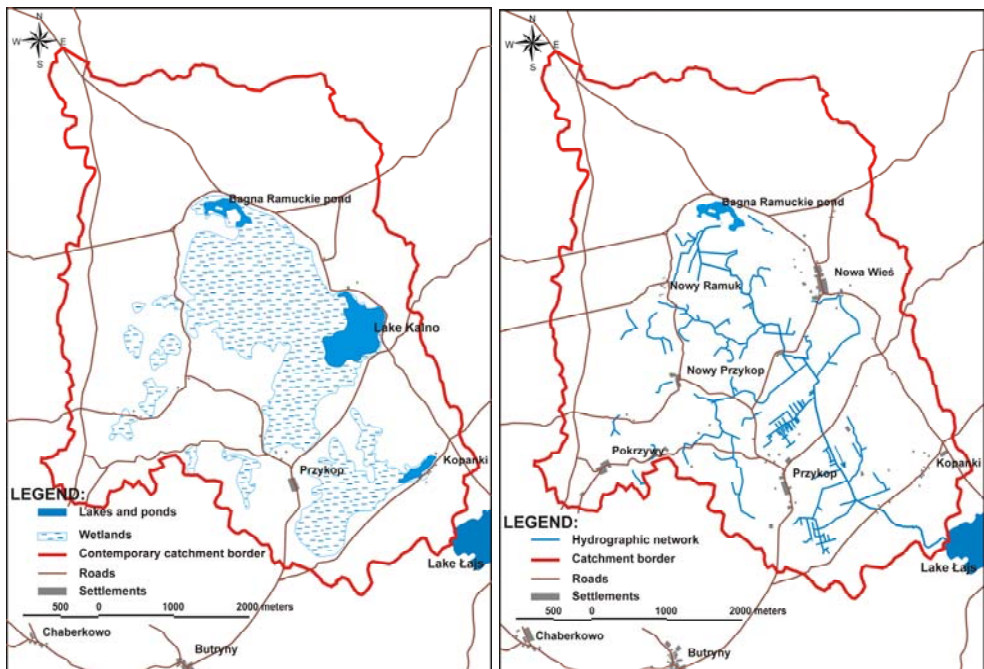 N
W E
S
Bagna Ramuckie pond
Lake Kalno
Przykop
Kopanki
LEGEND:
Lakes and ponds
Wetlands
Contemporary catchment border
Roads
Settlements
500 0 1000 2000 meters
Lake Łajs
Chaberkowo
Butryny
N
W E
S
Bagna Ramuckie pond
Nowa Wieś
Nowy Ramuk
Nowy Przykop
Pokrzywy
Przykop
Kopanki
LEGEND:
Hydrographic network
Catchment border
Roads
Settlements
500 0 1000 2000 meters
Lake Łajs
Chaberkowo
Butryny